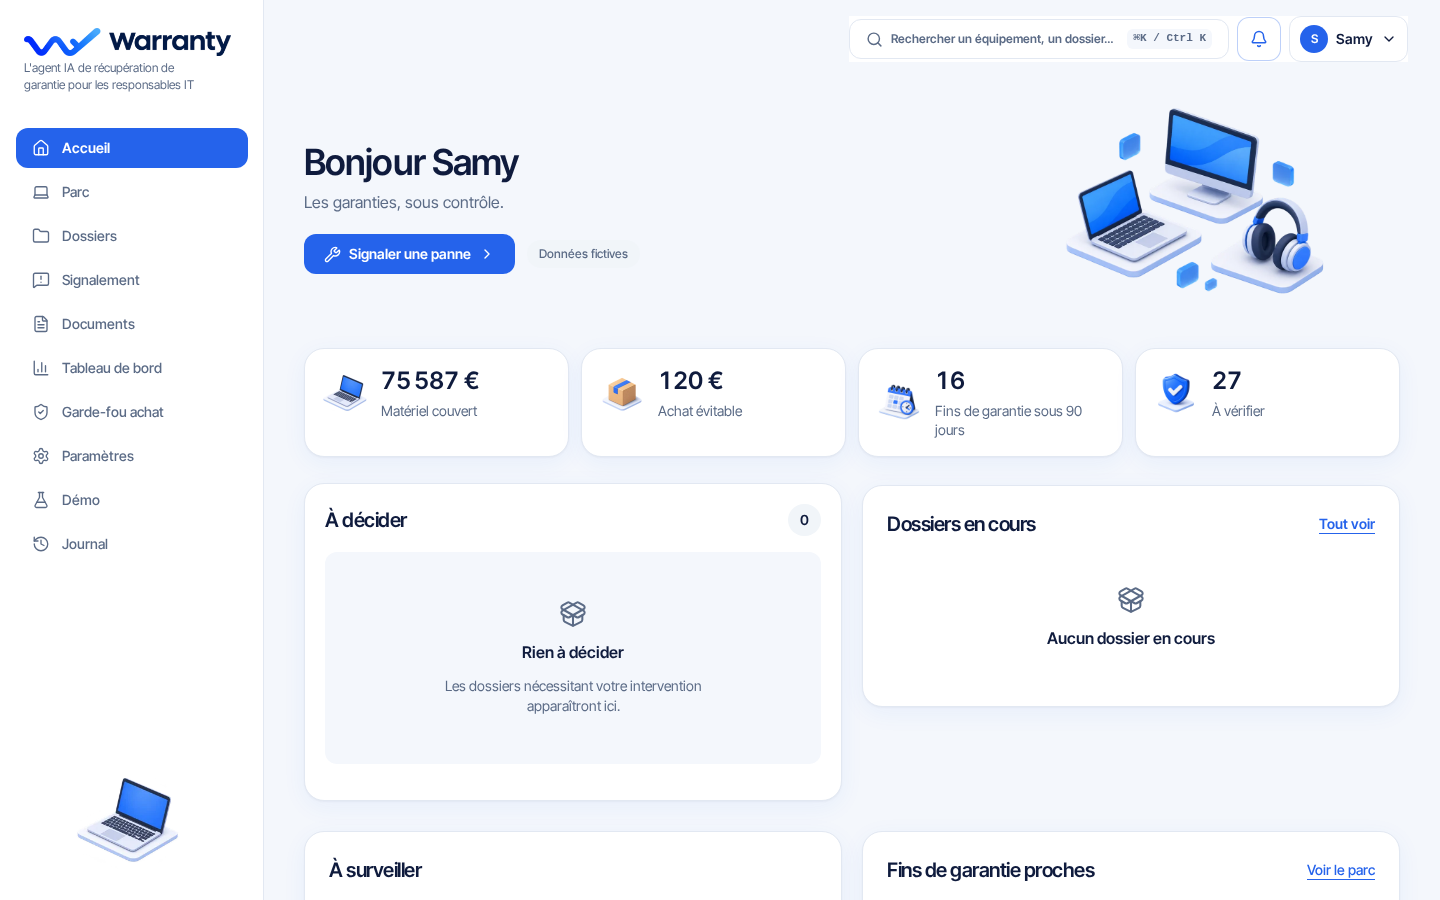 Warranty
L'agent IA de récupération de
garantie pour les responsables IT
Accueil
Parc
Dossiers
Signalement
Documents
Tableau de bord
Garde-fou achat
Paramètres
Démo
Journal
Rechercher un équipement, un dossier...
⌘K / Ctrl K
S
Samy
Bonjour Samy
Les garanties, sous contrôle.
Signaler une panne
Données fictives
75 587 €
Matériel couvert
120 €
Achat évitable
16
Fins de garantie sous 90
jours
27
À vérifier
À décider
0
Rien à décider
Les dossiers nécessitant votre intervention
apparaîtront ici.
Dossiers en cours
Tout voir
Aucun dossier en cours
À surveiller
Fins de garantie proches
Voir le parc